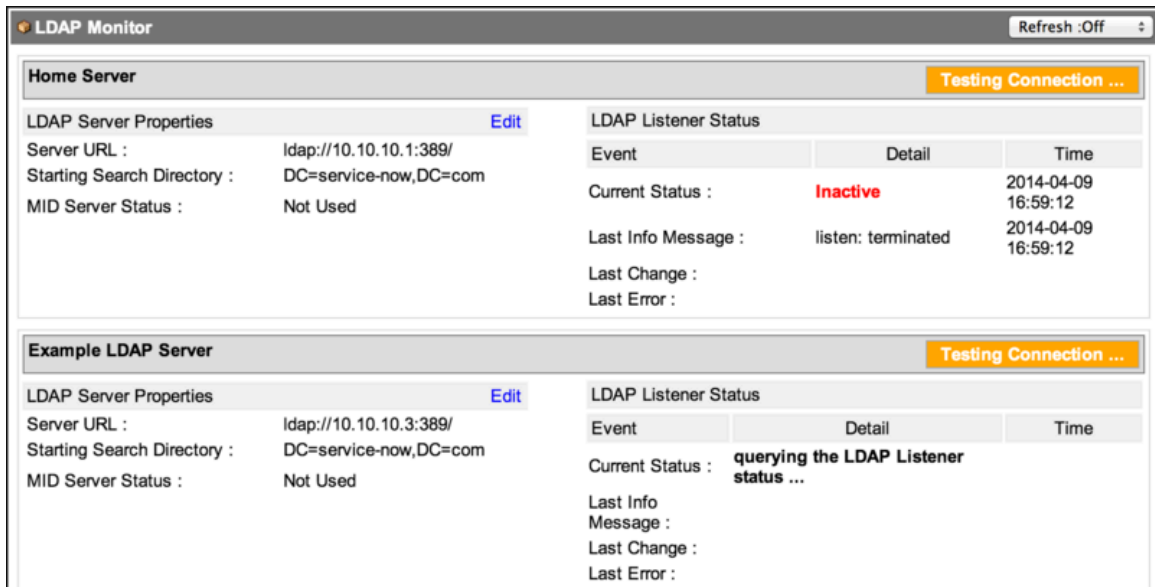 LDAP Monitor Refresh :Off
Home Server Testing Connection ...
LDAP Server Properties Edit
Server URL : ldap://10.10.10.1:389/
Starting Search Directory : DC=service-now,DC=com
MID Server Status : Not Used
LDAP Listener Status
Event Detail Time
Current Status : Inactive 2014-04-09
16:59:12
Last Info Message : listen: terminated 2014-04-09
16:59:12
Last Change :
Last Error :
Example LDAP Server Testing Connection ...
LDAP Server Properties Edit
Server URL : ldap://10.10.10.3:389/
Starting Search Directory : DC=service-now,DC=com
MID Server Status : Not Used
LDAP Listener Status
Event Detail Time
Current Status : querying the LDAP Listener
status ...
Last Info
Message :
Last Change :
Last Error :